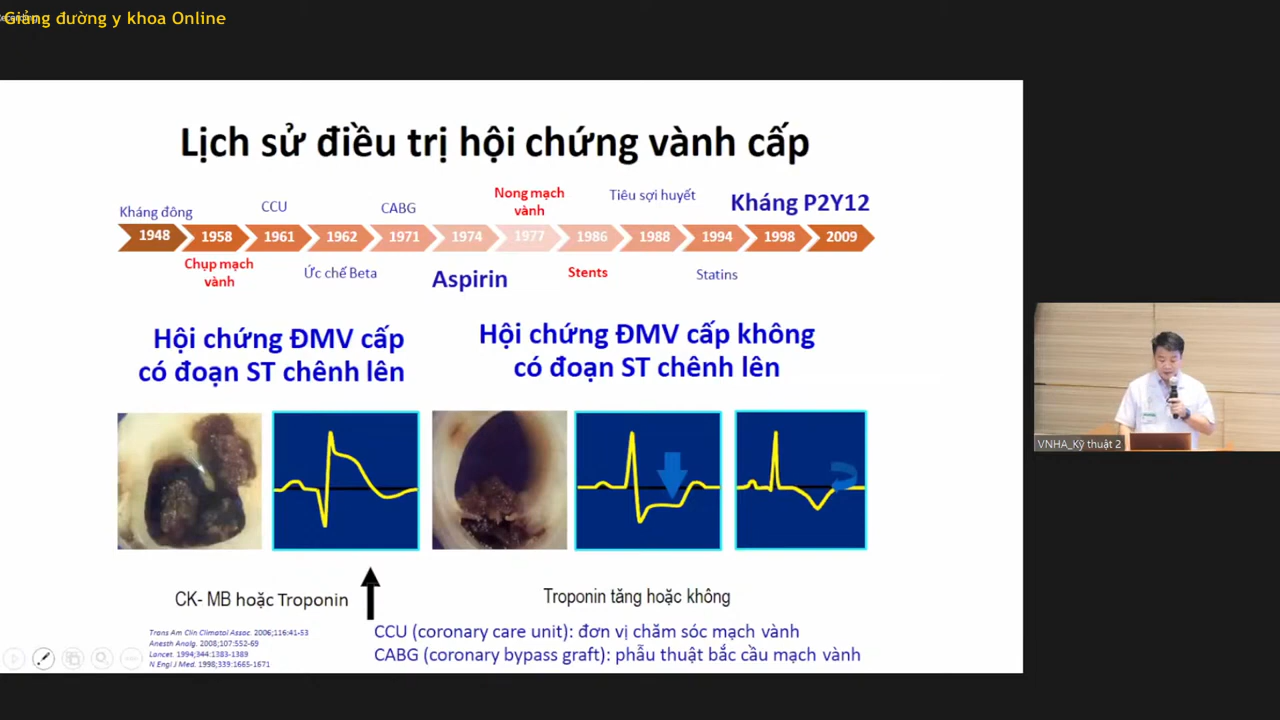 Giảng đường y khoa Online
Lịch sử điều trị hội chứng vành cấp
Kháng đông
CCU
CABG
Nong mạch
vành
Tiêu sợi huyết
Kháng P2Y12
1948
1958
1961
1962
1971
1974
1977
1986
1988
1994
1998
2009
Chụp mạch
vành
Ức chế Beta
Aspirin
Stents
Statins
Hội chứng ĐMV cấp
có đoạn ST chênh lên
Hội chứng ĐMV cấp không
có đoạn ST chênh lên
VNHA_Kỹ thuật 2
CK- MB hoặc Troponin
Troponin tăng hoặc không
Trans Am Clin Climatol Assoc. 2006;116:41-53
Anesth Analg. 2008;107:552-69
Lancet. 1994;344:1383-1389
N Engl J Med. 1998;339:1665-1671
CCU (coronary care unit): đơn vị chăm sóc mạch vành
CABG (coronary bypass graft): phẫu thuật bắc cầu mạch vành